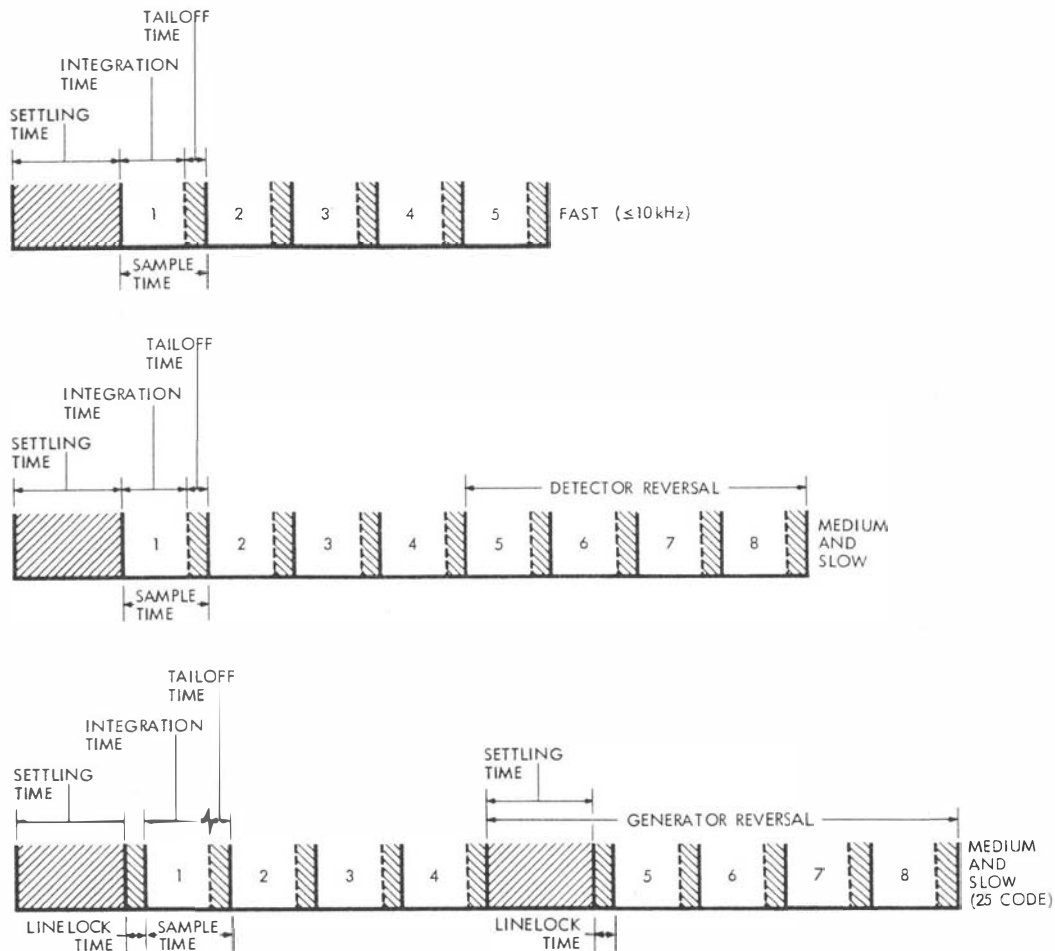 TAILOFF
TIME
INTEGRATION
TIME
SETTLING
TIME
1
2
3
4
5
FAST (≤10kHz)
SAMPLE
TIME
TAILOFF
TIME
INTEGRATION
TIME
SETTLING
TIME
DETECTOR REVERSAL
1
2
3
4
5
6
7
8
MEDIUM
AND
SLOW
SAMPLE
TIME
TAILOFF
TIME
INTEGRATION
TIME
SETTLING
TIME
SETTLING
TIME
GENERATOR REVERSAL
1
2
3
4
5
6
7
8
MEDIUM
AND
SLOW
(25 CODE)
LINELOCK
TIME
SAMPLE
TIME
LINELOCK
TIME